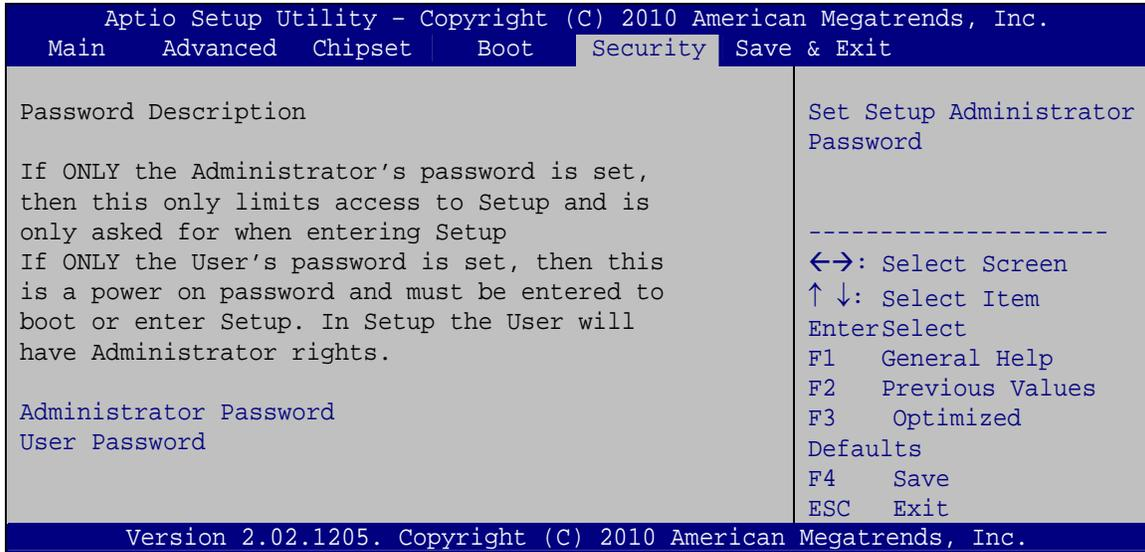 Aptio Setup Utility – Copyright (C) 2010 American Megatrends, Inc.
Main Advanced Chipset Boot Security Save & Exit
Password Description
If ONLY the Administrator's password is set,
then this only limits access to Setup and is
only asked for when entering Setup
If ONLY the User's password is set, then this
is a power on password and must be entered to
boot or enter Setup. In Setup the User will
have Administrator rights.
Administrator Password
User Password
Set Setup Administrator
Password
---------------------
←→: Select Screen
↑ ↓: Select Item
EnterSelect
F1 General Help
F2 Previous Values
F3 Optimized
Defaults
F4 Save
ESC Exit
Version 2.02.1205. Copyright (C) 2010 American Megatrends, Inc.